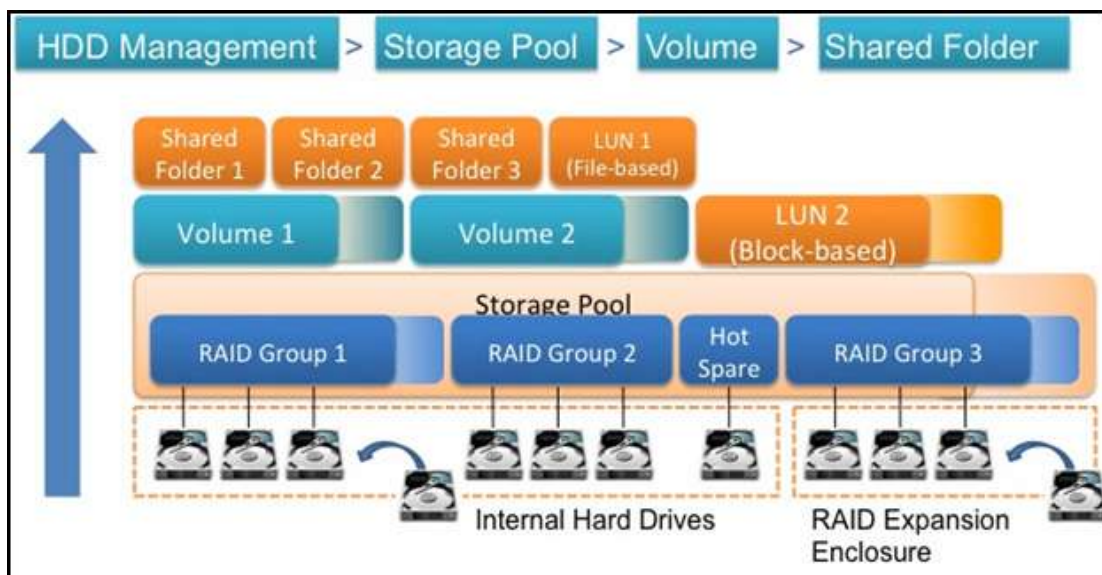 HDD Management > Storage Pool > Volume > Shared Folder
Shared
Folder 1
Shared
Folder 2
Shared
Folder 3
LUN 1
(File-based)
Volume 1
Volume 2
LUN 2
(Block-based)
Storage Pool
RAID Group 1
RAID Group 2
Hot
Spare
RAID Group 3
Internal Hard Drives
RAID Expansion
Enclosure